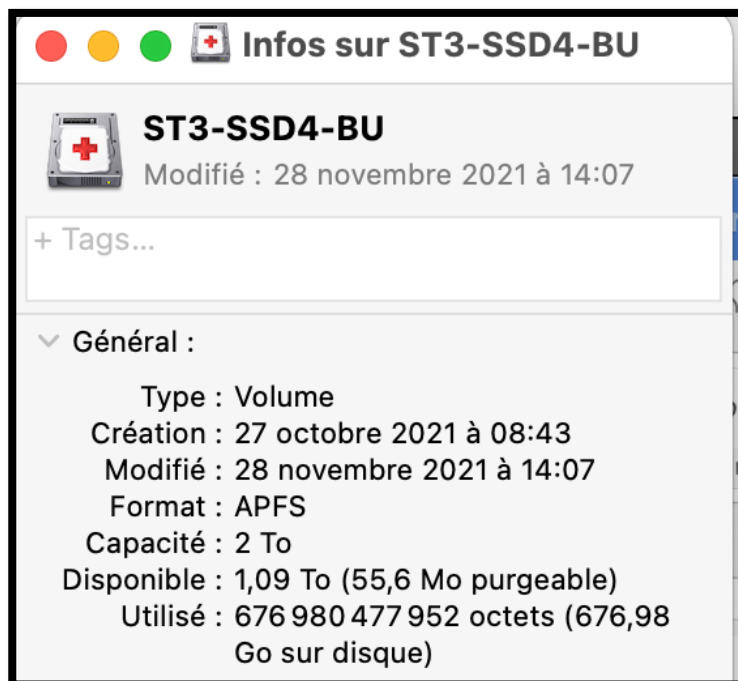 Infos sur ST3-SSD4-BU
ST3-SSD4-BU
Modifié : 28 novembre 2021 à 14:07
+ Tags...
Général :
Type : Volume
Création : 27 octobre 2021 à 08:43
Modifié : 28 novembre 2021 à 14:07
Format : APFS
Capacité : 2 To
Disponible : 1,09 To (55,6 Mo purgeable)
Utilisé : 676 980 477 952 octets (676,98
Go sur disque)